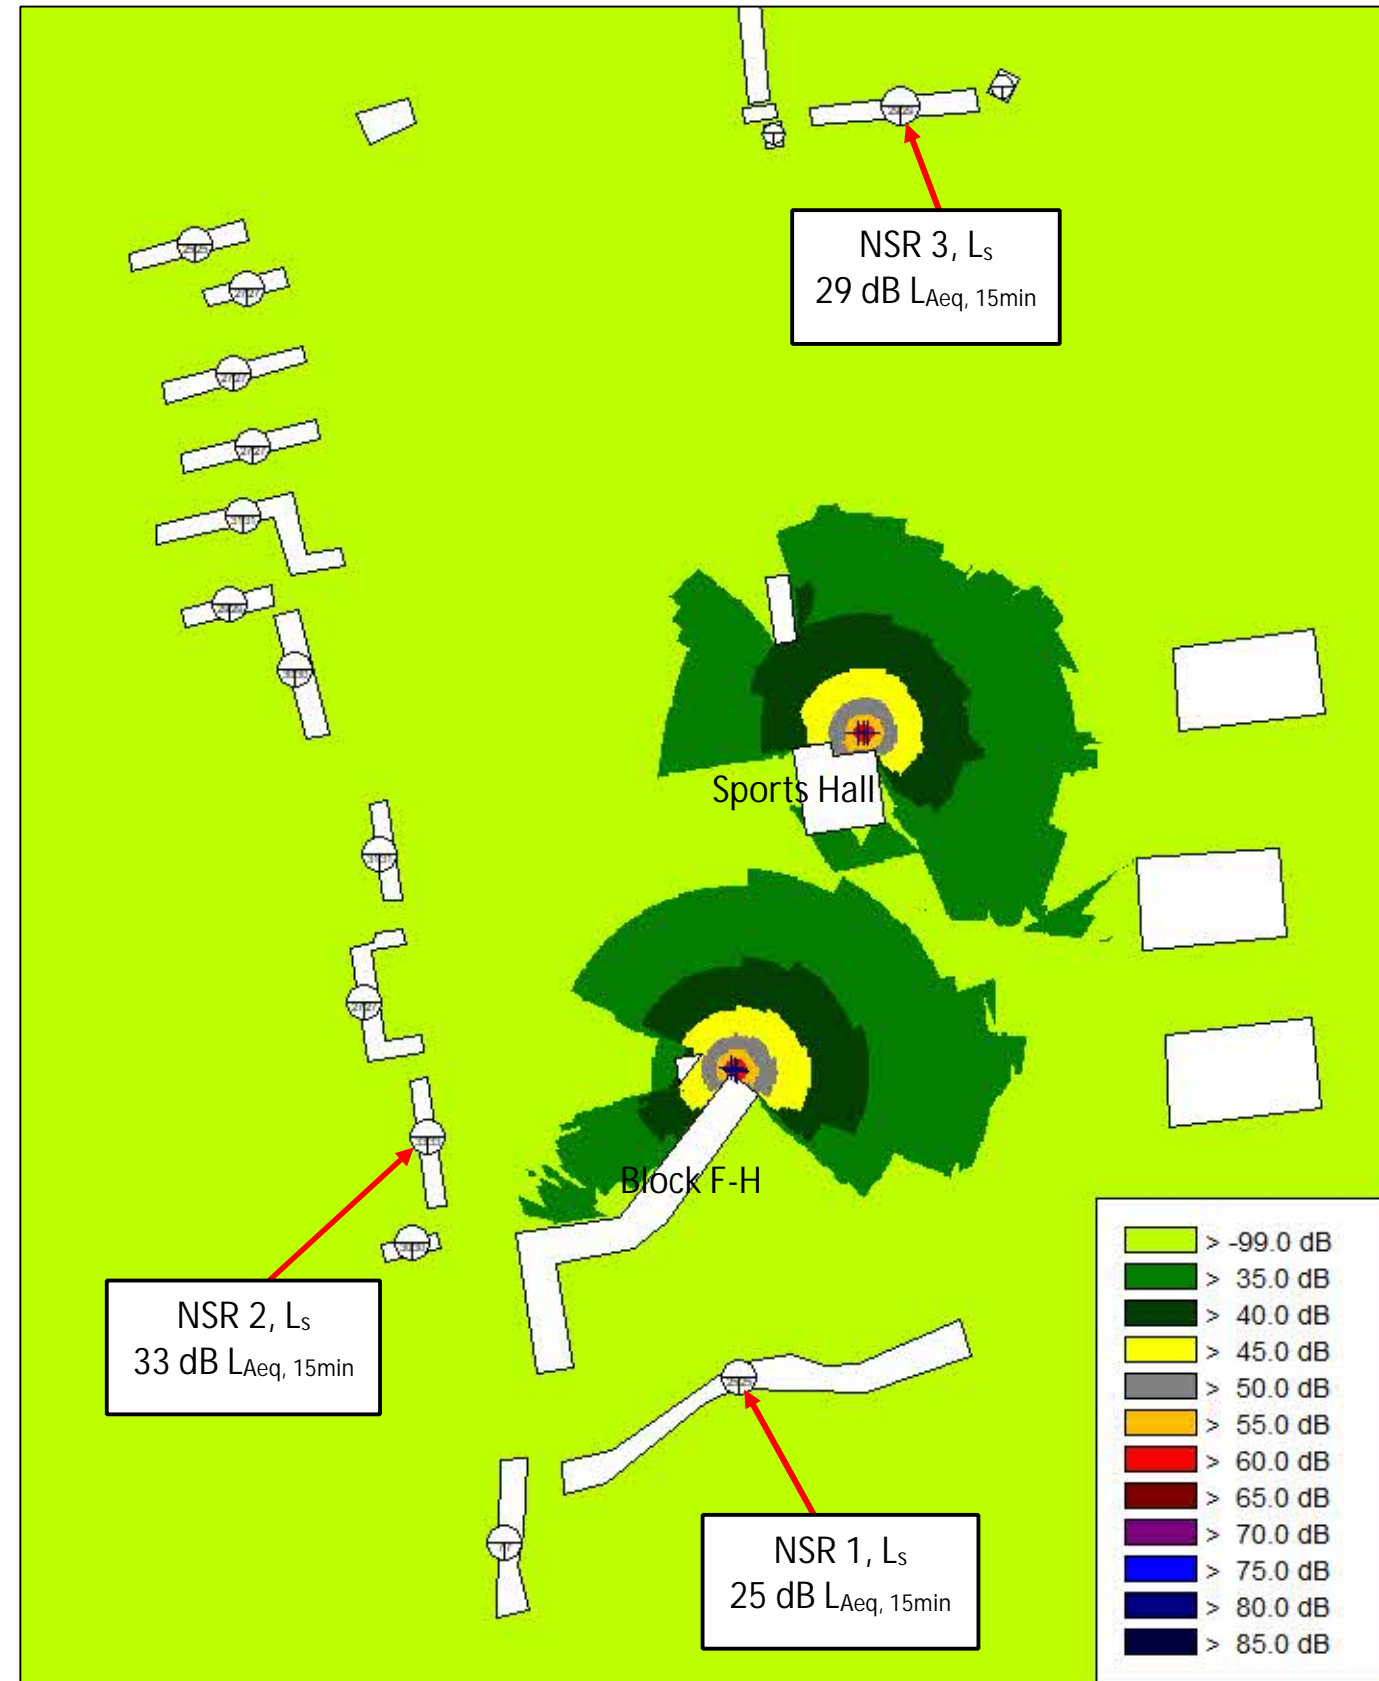 NSR 3, Ls
29 dB LAeq, 15min
Sports Hall
Block F-H
NSR 2, Ls
33 dB LAeq, 15min
NSR 1, Ls
25 dB LAeq, 15min
> -99.0 dB
> 35.0 dB
> 40.0 dB
> 45.0 dB
> 50.0 dB
> 55.0 dB
> 60.0 dB
> 65.0 dB
> 70.0 dB
> 75.0 dB
> 80.0 dB
> 85.0 dB